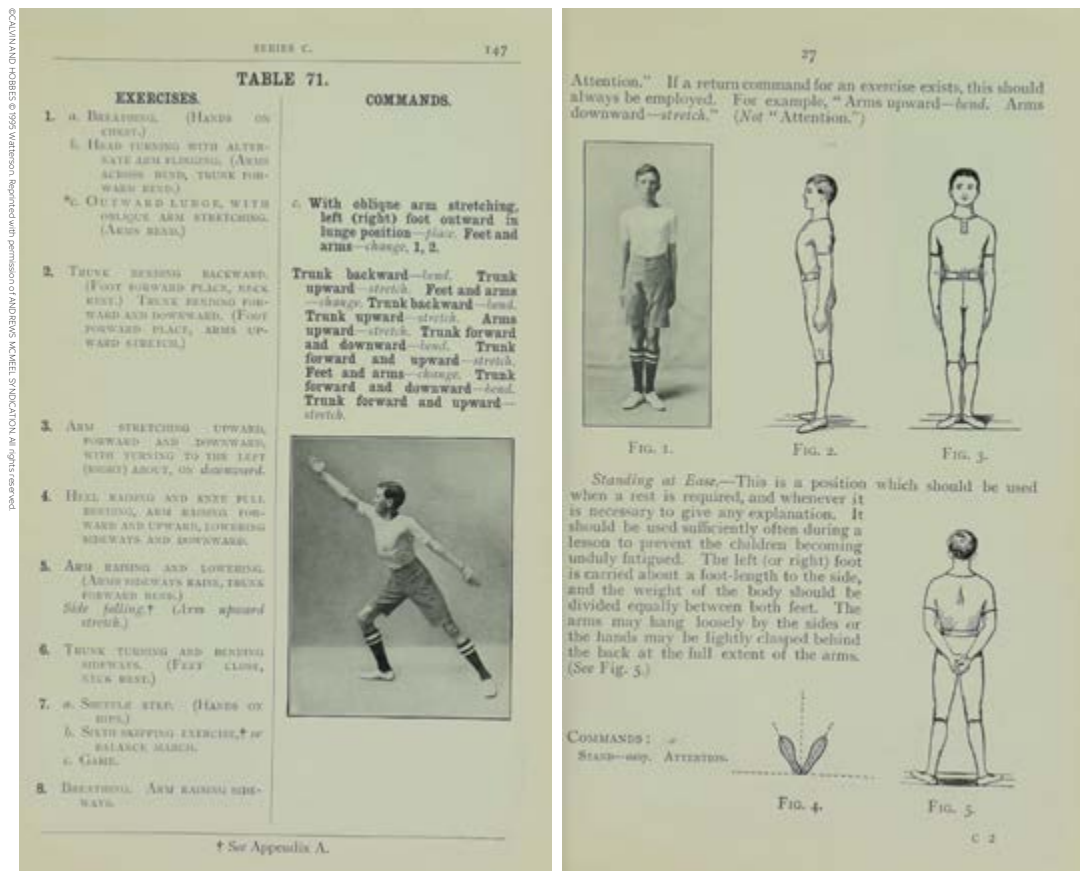 ©CALVIN AND HOBBES © 1995 Watterson. Reprinted with permission of ANDREWS MCMEEL SYNDICATION. All rights reserved.
SERIES C.
147
TABLE 71.
EXERCISES.
1. a. BREATHING. (HANDS ON
CHEST.)
b. HEAD TURNING WITH ALTER-
NATE ARM FLINGING. (ARMS
ACROSS BEND, TRUNK FOR-
WARD BEND.)
*c. OUTWARD LUNGE, WITH
OBLIQUE ARM STRETCHING.
(ARMS BEND.)
2. TRUNK BENDING BACKWARD.
(FOOT FORWARD PLACE, NECK
REST.) TRUNK BENDING FOR-
WARD AND DOWNWARD. (FOOT
FORWARD PLACE, ARMS UP-
WARD STRETCH.)
3. ARM STRETCHING UPWARD,
FORWARD AND DOWNWARD,
WITH TURNING TO THE LEFT
(RIGHT) ABOUT, ON downward.
4. HEEL RAISING AND KNEE FULL
BENDING, ARM RAISING FOR-
WARD AND UPWARD, LOWERING
SIDEWAYS AND DOWNWARD.
5. ARM RAISING AND LOWERING.
(ARMS SIDEWAYS RAISE, TRUNK
FORWARD BEND.)
Side falling.† (Arm upward
stretch.)
6. TRUNK TURNING AND BENDING
SIDEWAYS. (FEET CLOSE,
NECK REST.)
7. a. SHUFFLE STEP. (HANDS ON
HIPS.)
b. SIXTH SKIPPING EXERCISE,† or
BALANCE MARCH.
c. GAME.
8. BREATHING. ARM RAISING SIDE-
WAYS.
COMMANDS.
c. With oblique arm stretching,
left (right) foot outward in
lunge position—place. Feet and
arms—change, 1, 2.
Trunk backward—bend. Trunk
upward—stretch. Feet and arms
—change. Trunk backward—bend.
Trunk upward—stretch. Arms
upward—stretch. Trunk forward
and downward—bend. Trunk
forward and upward—stretch.
Feet and arms—change. Trunk
forward and downward—bend.
Trunk forward and upward—
stretch.
† See Appendix A.
27
Attention." If a return command for an exercise exists, this should
always be employed. For example, "Arms upward—bend. Arms
downward—stretch." (Not "Attention.")
FIG. 1.
FIG. 2.
FIG. 3.
Standing at Ease.—This is a position which should be used
when a rest is required, and whenever it
is necessary to give any explanation. It
should be used sufficiently often during a
lesson to prevent the children becoming
unduly fatigued. The left (or right) foot
is carried about a foot-length to the side,
and the weight of the body should be
divided equally between both feet. The
arms may hang loosely by the sides or
the hands may be lightly clasped behind
the back at the full extent of the arms.
(See Fig. 5.)
COMMANDS:
STAND—easy. ATTENTION.
FIG. 4.
FIG. 5.
C 2